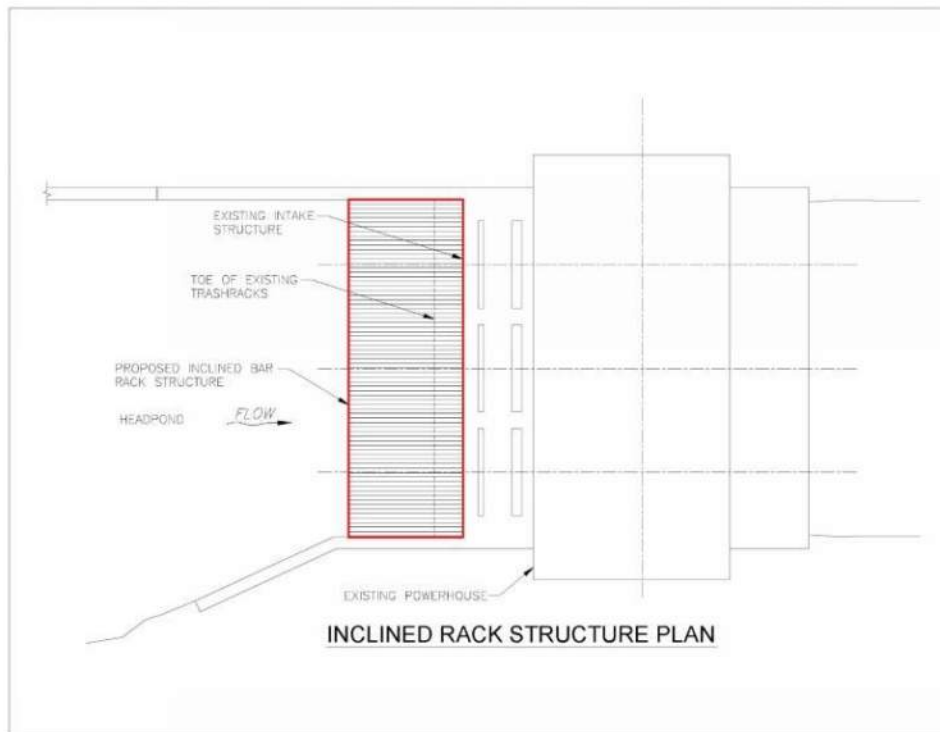 EXISTING INTAKE
STRUCTURE
TOE OF EXISTING
TRASHRACKS
PROPOSED INCLINED BAR
RACK STRUCTURE
HEADPOND
FLOW
EXISTING POWERHOUSE
INCLINED RACK STRUCTURE PLAN